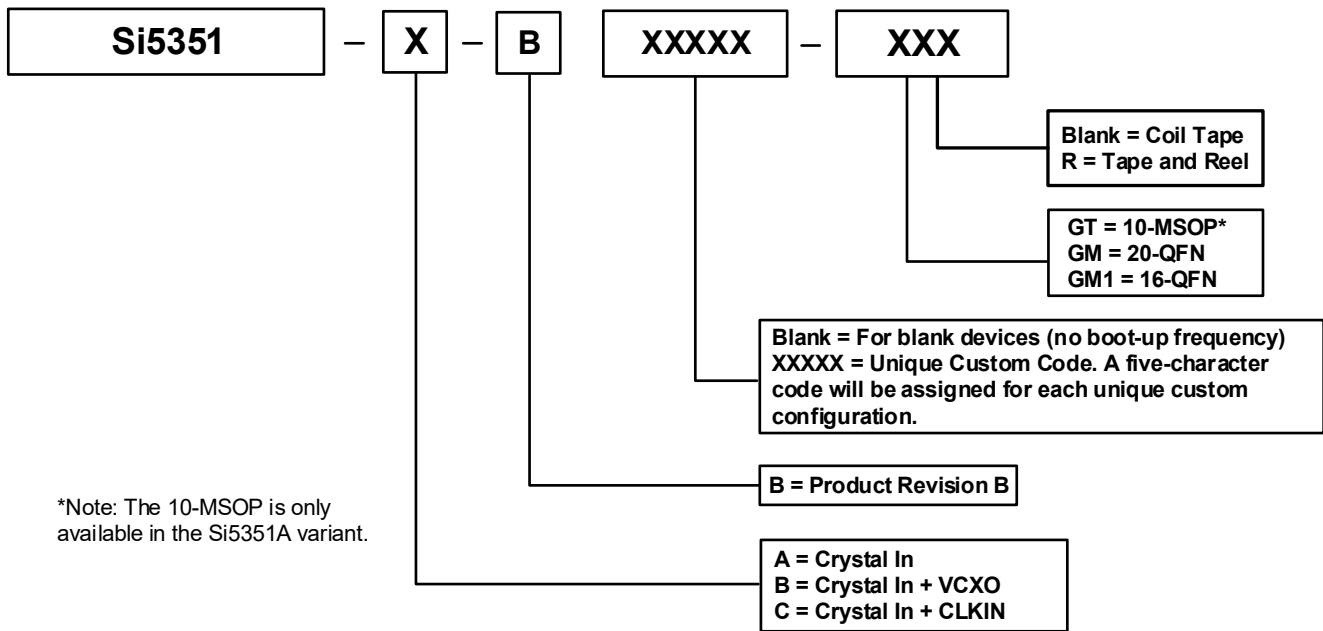 Si5351 – X – B XXXXX – XXX
Blank = Coil Tape
R = Tape and Reel
GT = 10-MSOP*
GM = 20-QFN
GM1 = 16-QFN
Blank = For blank devices (no boot-up frequency)
XXXXX = Unique Custom Code. A five-character
code will be assigned for each unique custom
configuration.
B = Product Revision B
*Note: The 10-MSOP is only
available in the Si5351A variant.
A = Crystal In
B = Crystal In + VCXO
C = Crystal In + CLKIN